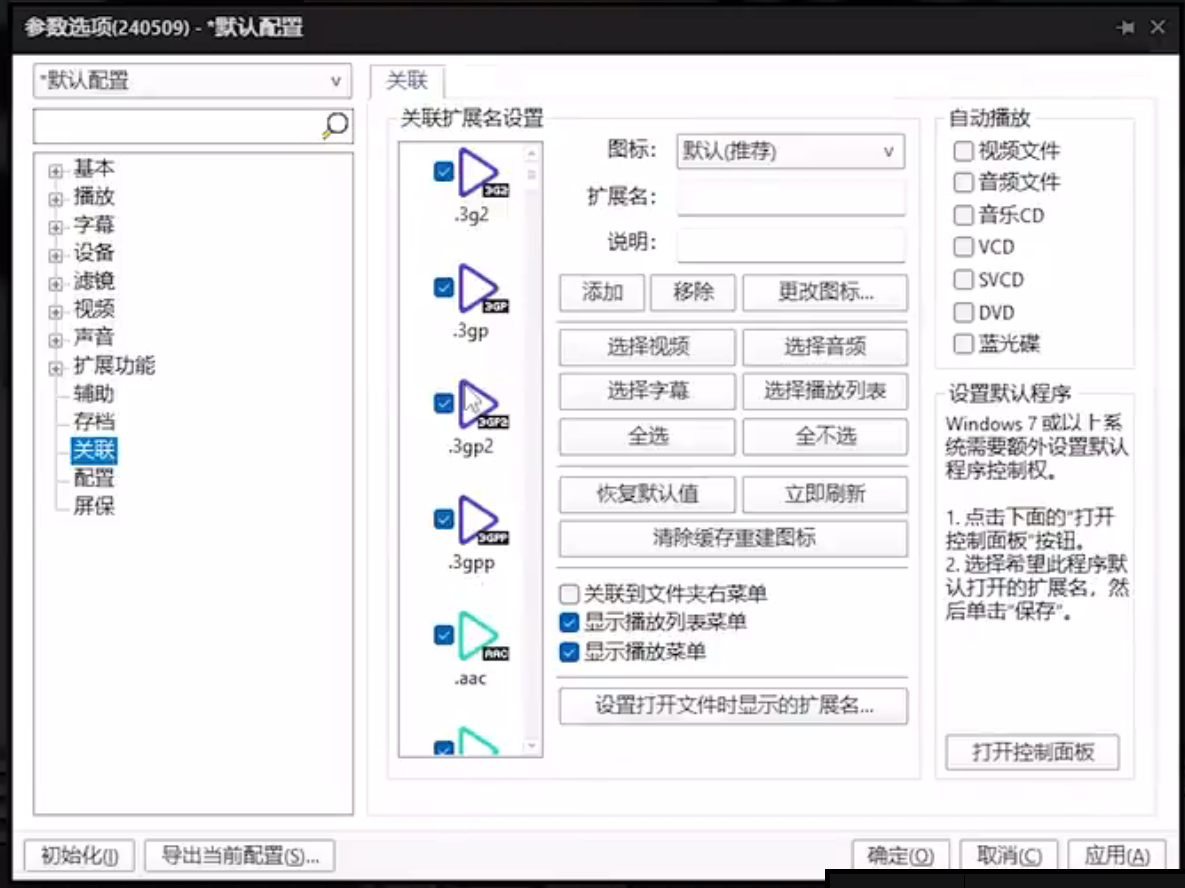 参数选项(240509) - *默认配置
*默认配置
基本
播放
字幕
设备
滤镜
视频
声音
扩展功能
辅助
存档
关联
配置
屏保
关联
关联扩展名设置
3G2
.3g2
3GP
.3gp
3GP2
.3gp2
3GPP
.3gpp
AAC
.aac
图标:
默认(推荐)
扩展名:
说明:
添加
移除
更改图标...
选择视频
选择音频
选择字幕
选择播放列表
全选
全不选
恢复默认值
立即刷新
清除缓存重建图标
关联到文件夹右菜单
显示播放列表菜单
显示播放菜单
设置打开文件时显示的扩展名...
自动播放
视频文件
音频文件
音乐CD
VCD
SVCD
DVD
蓝光碟
设置默认程序
Windows 7 或以上系
统需要额外设置默认
程序控制权。
1. 点击下面的"打开
控制面板"按钮。
2. 选择希望此程序默
认打开的扩展名，然
后单击"保存"。
打开控制面板
初始化(I)
导出当前配置(S)...
确定(O)
取消(C)
应用(A)